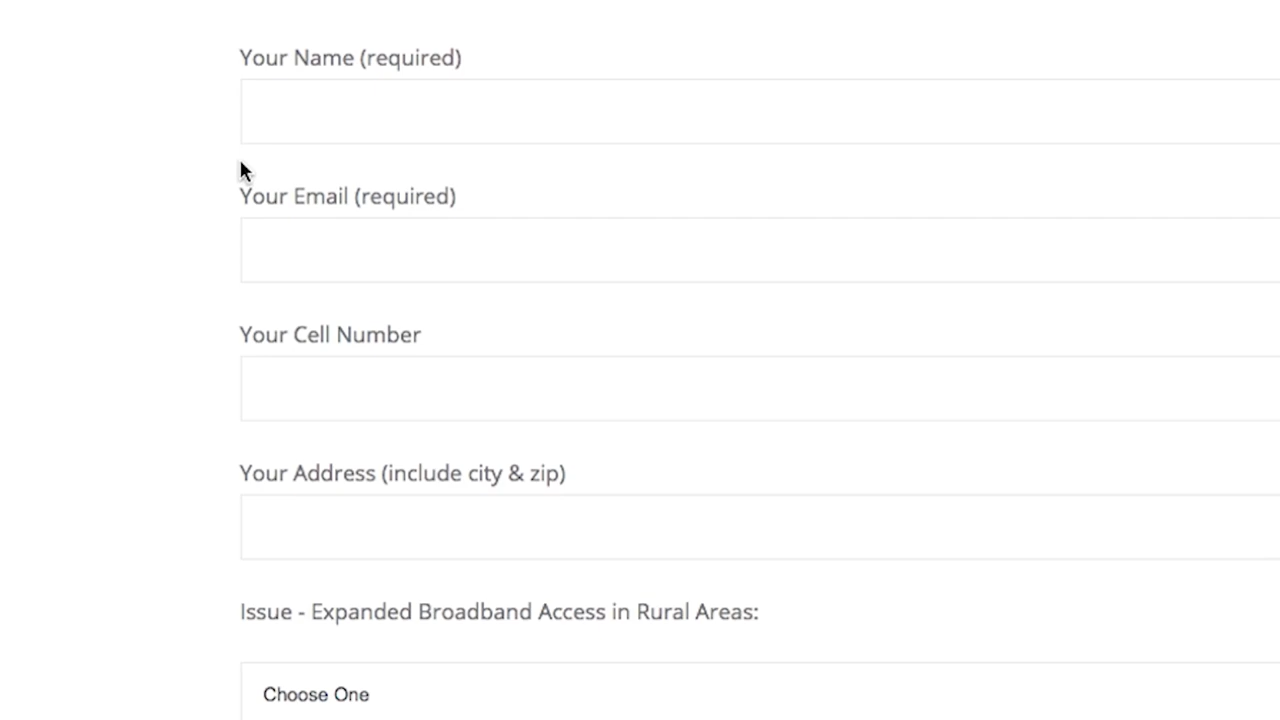 Your Name (required)
Your Email (required)
Your Cell Number
Your Address (include city & zip)
Issue - Expanded Broadband Access in Rural Areas:
Choose One